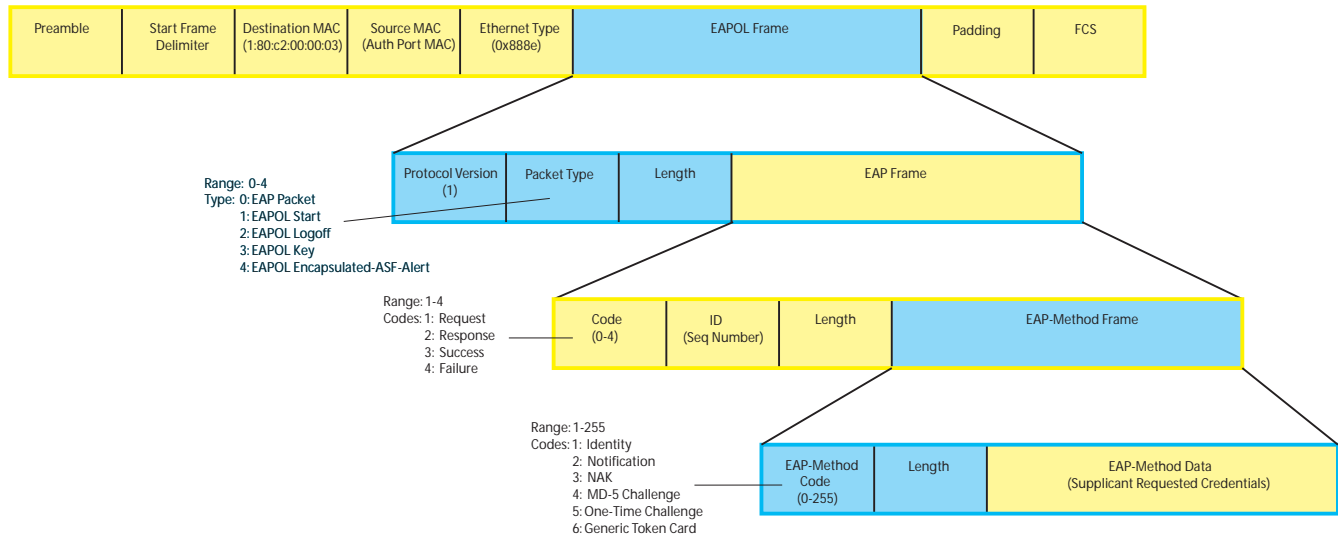 Preamble
Start Frame
Delimiter
Destination MAC
(1:80:c2:00:00:03)
Source MAC
(Auth Port MAC)
Ethernet Type
(0x888e)
EAPOL Frame
Padding
FCS
Protocol Version
(1)
Packet Type
Length
EAP Frame
Range: 0-4
Type: 0:EAP Packet
1:EAPOL Start
2:EAPOL Logoff
3:EAPOL Key
4:EAPOL Encapsulated-ASF-Alert
Range: 1-4
Codes: 1: Request
2: Response
3: Success
4: Failure
Code
(0-4)
ID
(Seq Number)
Length
EAP-Method Frame
Range: 1-255
Codes: 1: Identity
2: Notification
3: NAK
4: MD-5 Challenge
5: One-Time Challenge
6: Generic Token Card
EAP-Method
Code
(0-255)
Length
EAP-Method Data
(Supplicant Requested Credentials)